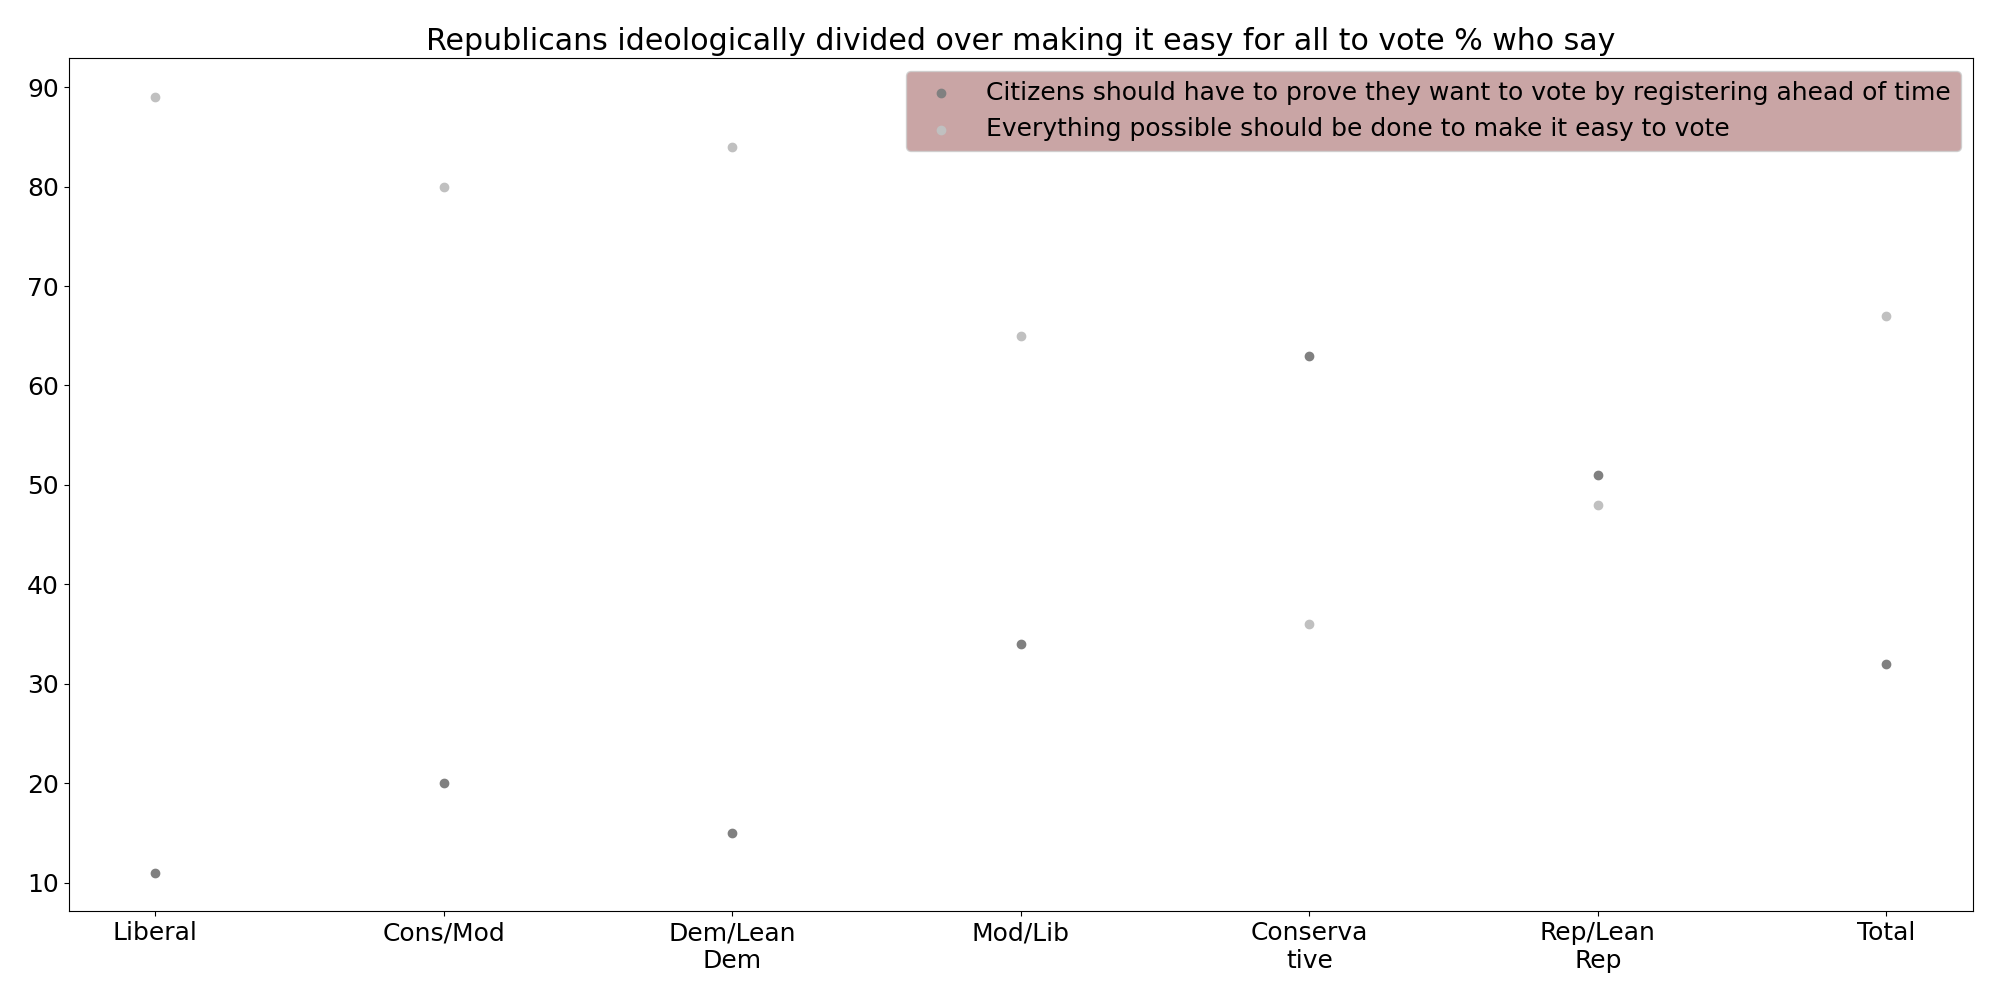 Republicans ideologically divided over making it easy for all to vote % who say
Citizens should have to prove they want to vote by registering ahead of time
Everything possible should be done to make it easy to vote
90
80
70
60
50
40
30
20
10
Liberal
Cons/Mod
Dem/Lean
Dem
Mod/Lib
Conserva
tive
Rep/Lean
Rep
Total